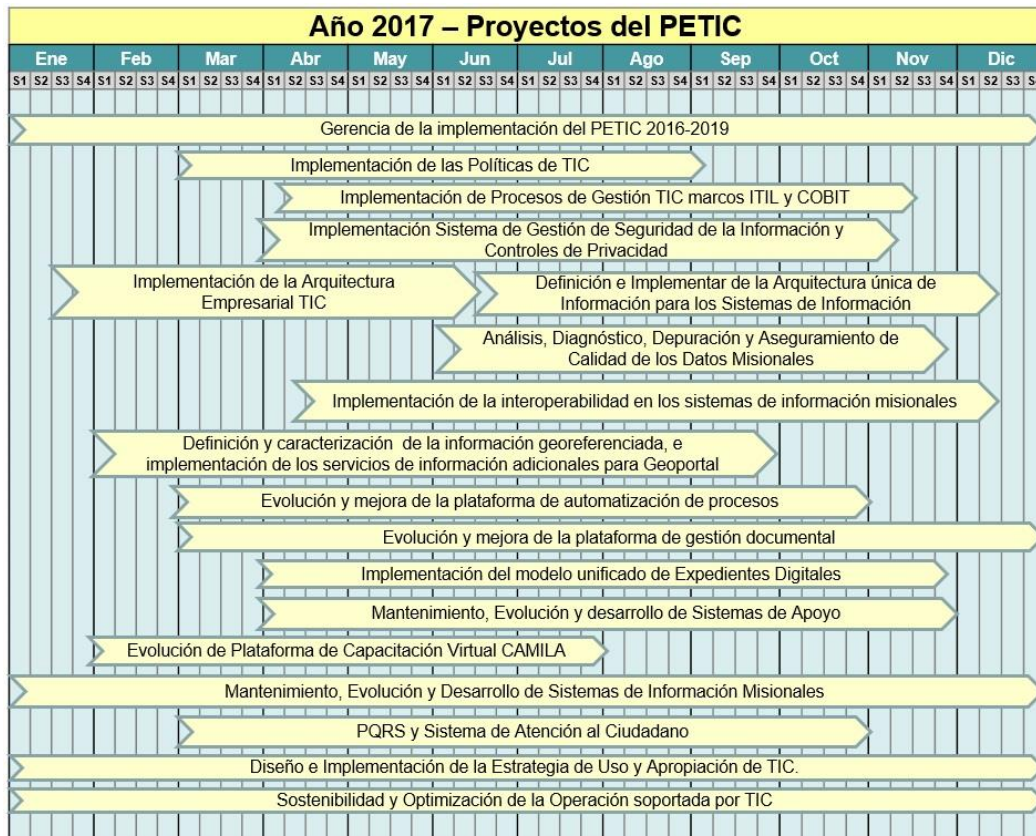 Año 2017 – Proyectos del PETIC
Ene Feb Mar Abr May Jun Jul Ago Sep Oct Nov Dic
S1 S2 S3 S4 S1 S2 S3 S4 S1 S2 S3 S4 S1 S2 S3 S4 S1 S2 S3 S4 S1 S2 S3 S4 S1 S2 S3 S4 S1 S2 S3 S4 S1 S2 S3 S4 S1 S2 S3 S4 S1 S2 S3 S4 S1 S2 S3 S
Gerencia de la implementación del PETIC 2016-2019
Implementación de las Políticas de TIC
Implementación de Procesos de Gestión TIC marcos ITIL y COBIT
Implementación Sistema de Gestión de Seguridad de la Información y
Controles de Privacidad
Implementación de la Arquitectura
Empresarial TIC
Definición e Implementar de la Arquitectura única de
Información para los Sistemas de Información
Análisis, Diagnóstico, Depuración y Aseguramiento de
Calidad de los Datos Misionales
Implementación de la interoperabilidad en los sistemas de información misionales
Definición y caracterización de la información georeferenciada, e
implementación de los servicios de información adicionales para Geoportal
Evolución y mejora de la plataforma de automatización de procesos
Evolución y mejora de la plataforma de gestión documental
Implementación del modelo unificado de Expedientes Digitales
Mantenimiento, Evolución y desarrollo de Sistemas de Apoyo
Evolución de Plataforma de Capacitación Virtual CAMILA
Mantenimiento, Evolución y Desarrollo de Sistemas de Información Misionales
PQRS y Sistema de Atención al Ciudadano
Diseño e Implementación de la Estrategia de Uso y Apropiación de TIC.
Sostenibilidad y Optimización de la Operación soportada por TIC